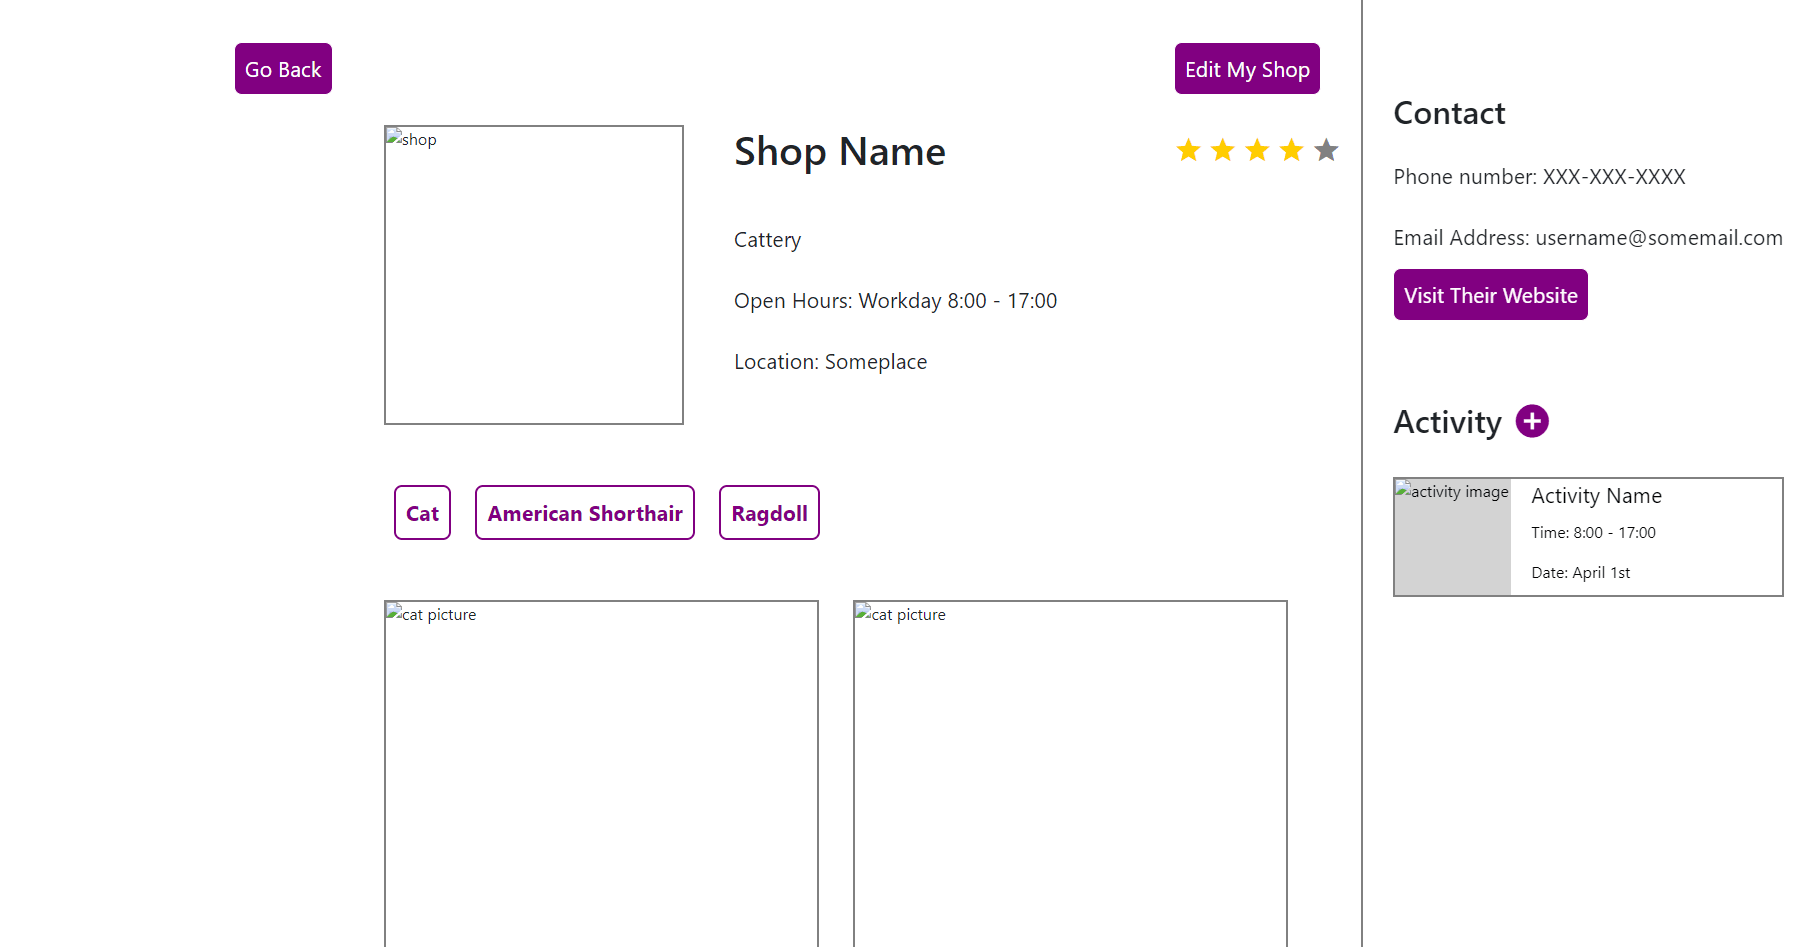 Go Back
Edit My Shop
shop
Shop Name
Cattery
Open Hours: Workday 8:00 - 17:00
Location: Someplace
Cat
American Shorthair
Ragdoll
cat picture
cat picture
Contact
Phone number: XXX-XXX-XXXX
Email Address: username@somemail.com
Visit Their Website
Activity
activity image
Activity Name
Time: 8:00 - 17:00
Date: April 1st